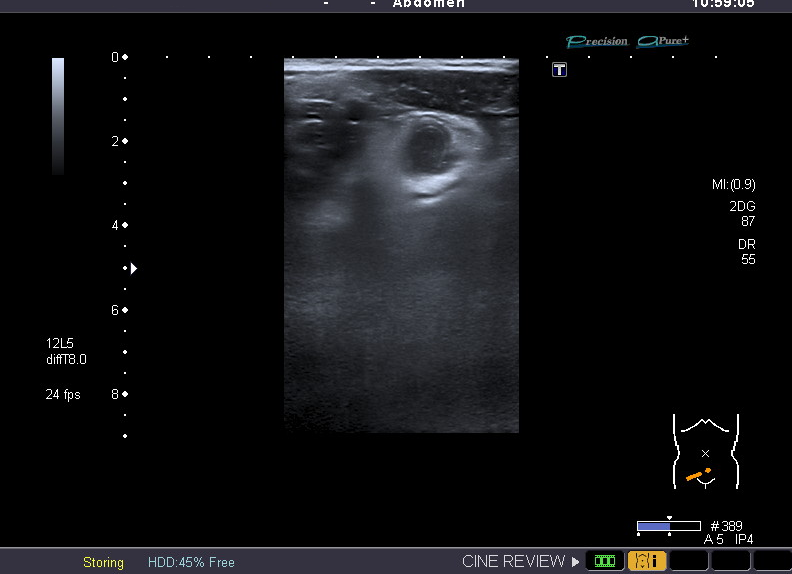 - - Abdomen 10:59:05
Precision APure+
T
0
2
4
6
8
MI:(0.9)
2DG
87
DR
55
12L5
diffT8.0
24 fps
#389
A 5 IP4
Storing HDD:45% Free CINE REVIEW
i